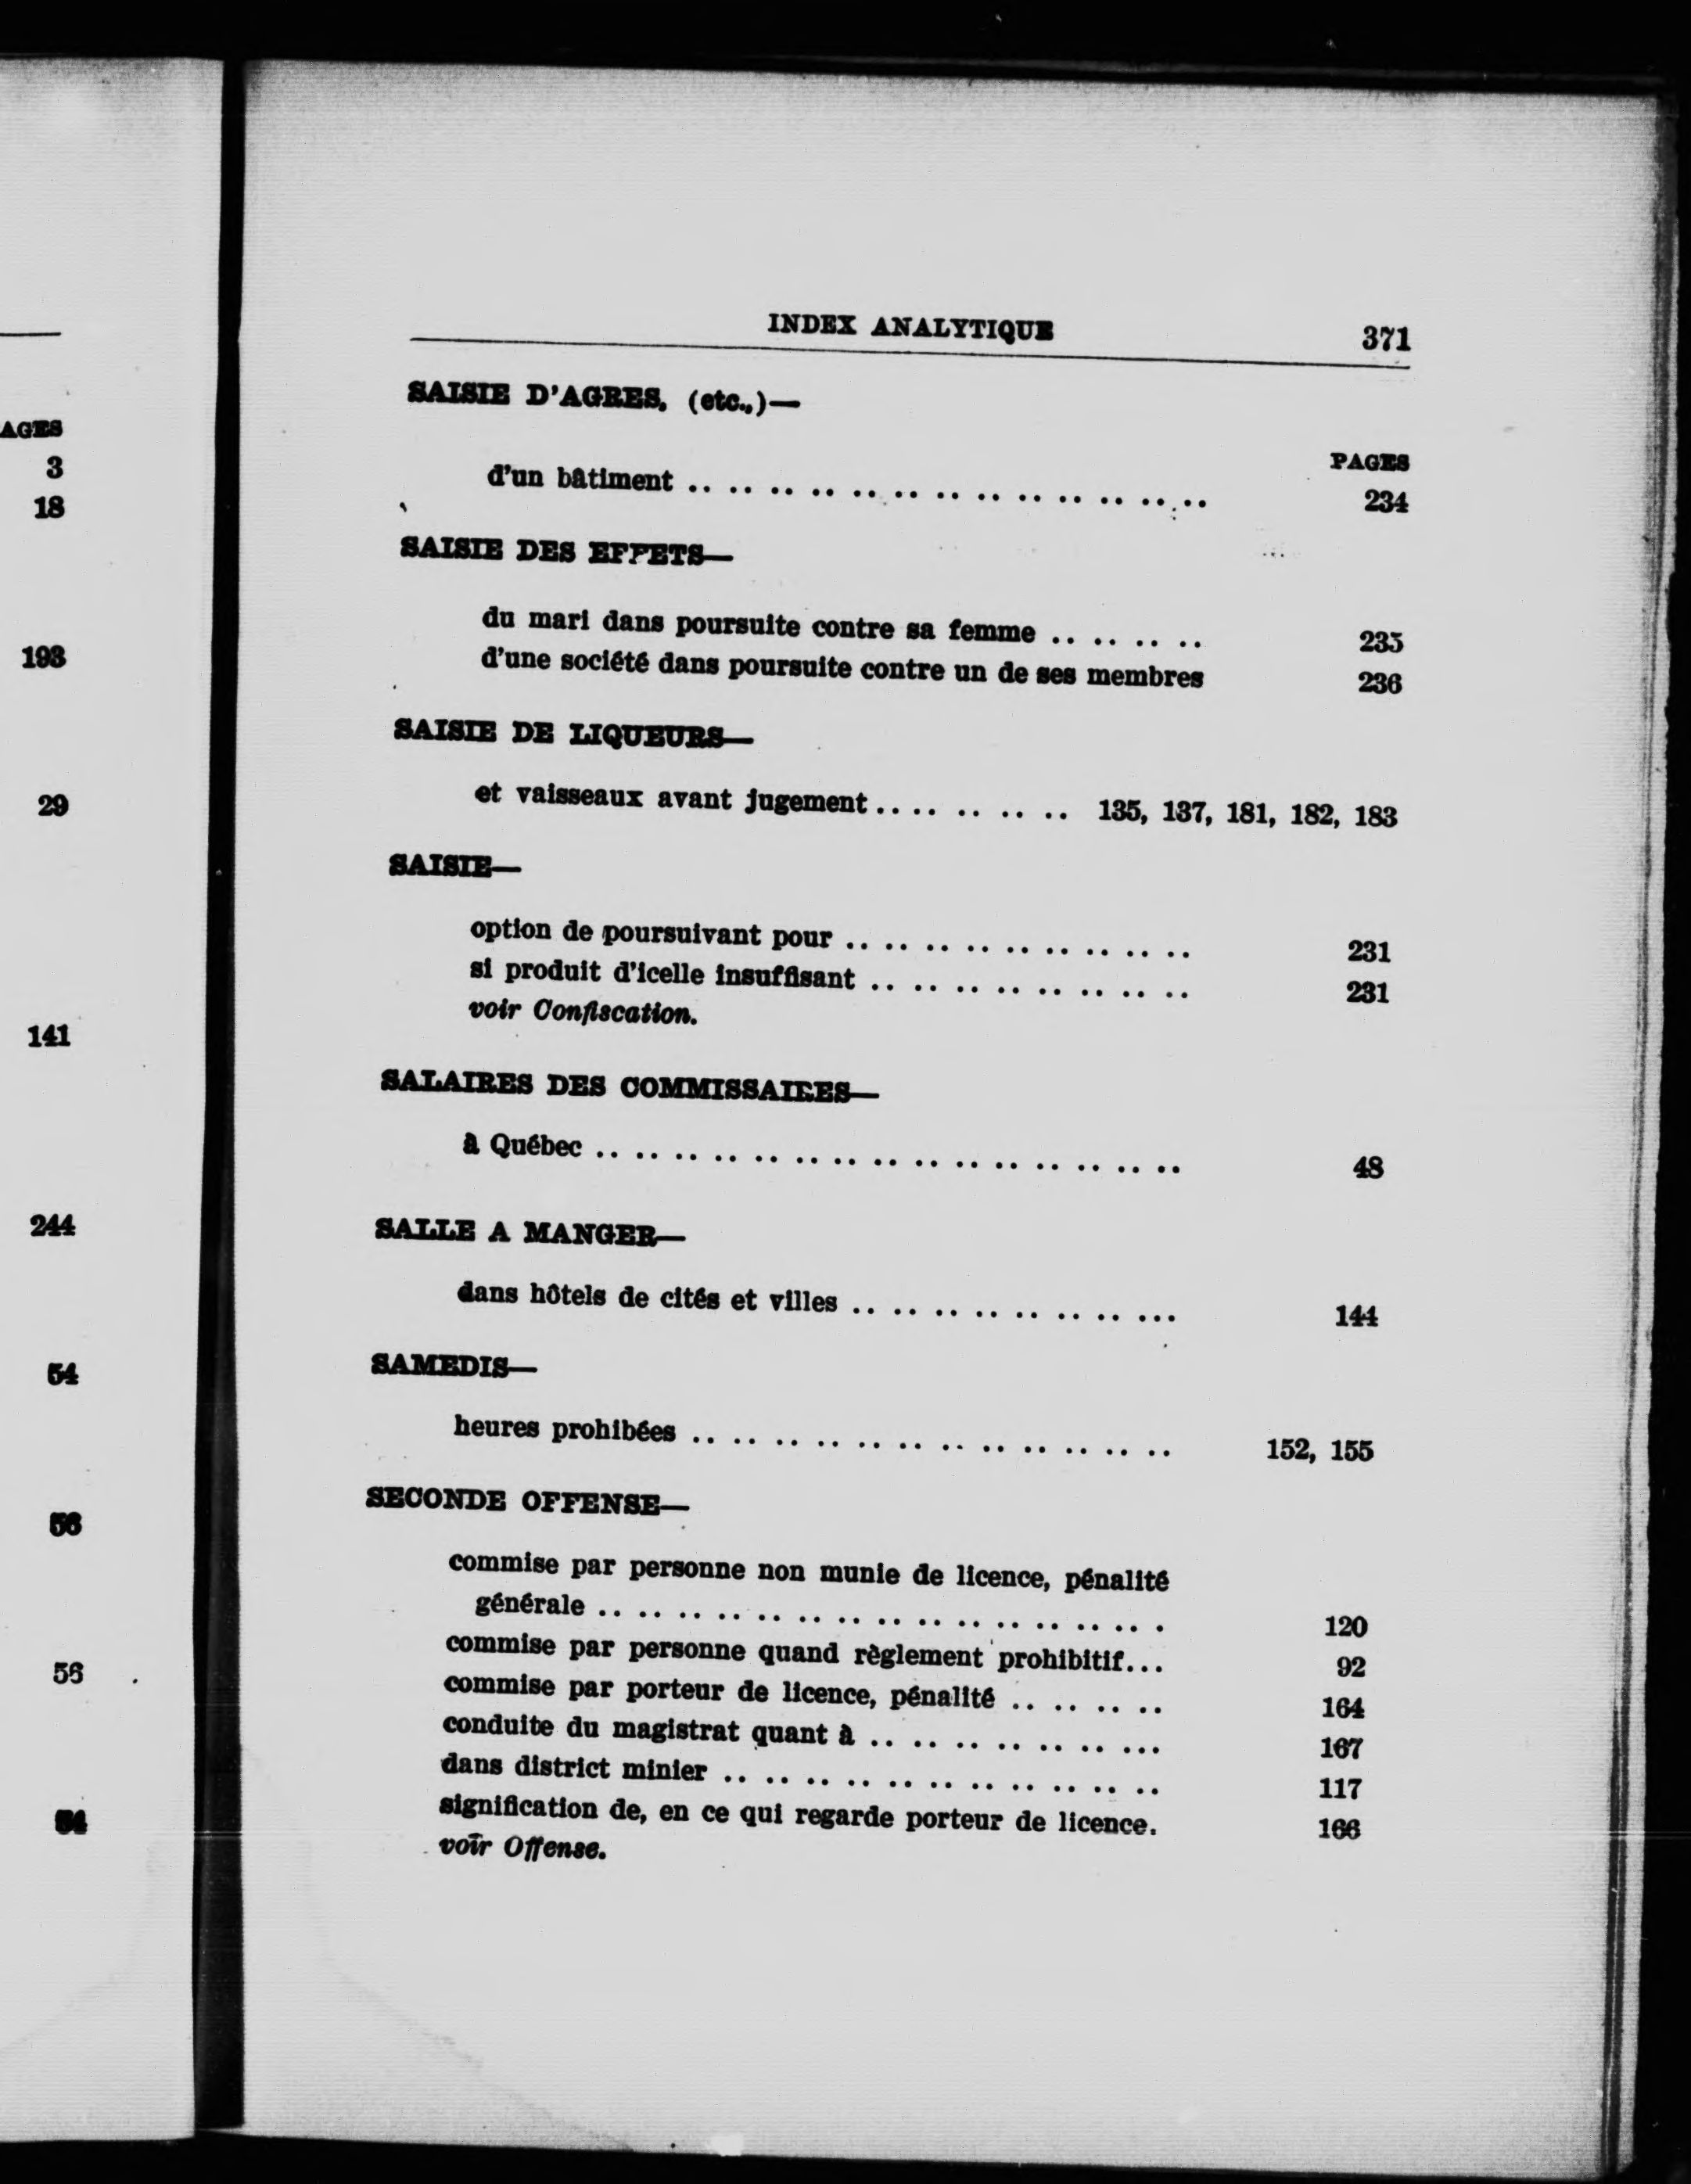 AGES
3
18
193
29
141
244
54
56
56
INDEX ANALYTIQUE 371
SAISIE D'AGRES, (etc.,)—
PAGES
d'un bâtiment .. .. .. .. .. .. .. .. .. .. .. .. .. 234
SAISIE DES EFFETS—
du mari dans poursuite contre sa femme .. .. .. .. 235
d'une société dans poursuite contre un de ses membres 236
SAISIE DE LIQUEURS—
et vaisseaux avant jugement .. .. .. .. .. 135, 137, 181, 182, 183
SAISIE—
option de poursuivant pour .. .. .. .. .. .. .. .. .. 231
si produit d'icelle insuffisant .. .. .. .. .. .. .. .. 231
voir Confiscation.
SALAIRES DES COMMISSAIRES—
à Québec .. .. .. .. .. .. .. .. .. .. .. .. .. .. .. 48
SALLE A MANGER—
dans hôtels de cités et villes .. .. .. .. .. .. .. ... 144
SAMEDIS—
heures prohibées .. .. .. .. .. .. .. .. .. .. .. .. 152, 155
SECONDE OFFENSE—
commise par personne non munie de licence, pénalité
générale .. .. .. .. .. .. .. .. .. .. .. .. .. .. . 120
commise par personne quand règlement prohibitif... 92
commise par porteur de licence, pénalité .. .. .. .. 164
conduite du magistrat quant à .. .. .. .. .. .. ... 167
dans district minier .. .. .. .. .. .. .. .. .. .. .. 117
signification de, en ce qui regarde porteur de licence. 166
voir Offense.